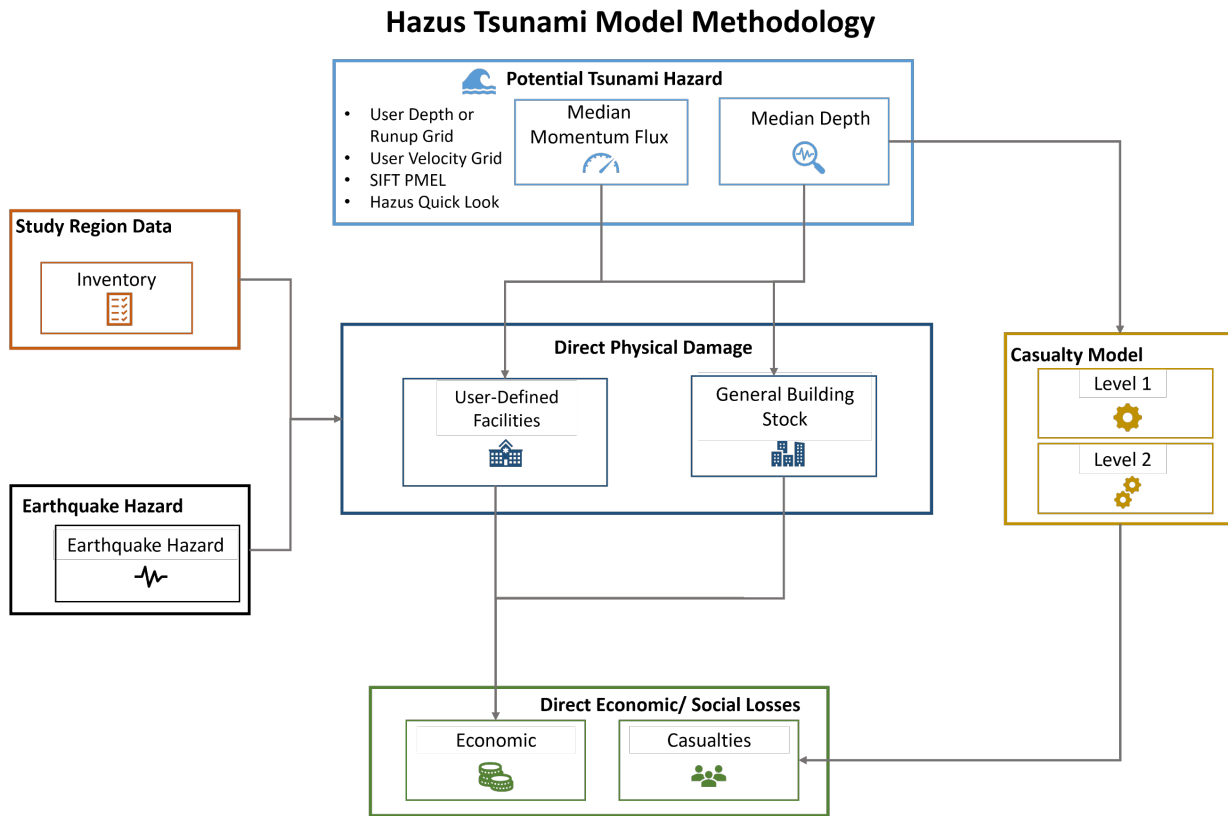 Hazus Tsunami Model Methodology
Potential Tsunami Hazard
• User Depth or
Runup Grid
• User Velocity Grid
• SIFT PMEL
• Hazus Quick Look
Median
Momentum Flux
Median Depth
Study Region Data
Inventory
Direct Physical Damage
User-Defined
Facilities
General Building
Stock
Casualty Model
Level 1
Level 2
Earthquake Hazard
Earthquake Hazard
Direct Economic/ Social Losses
Economic
Casualties